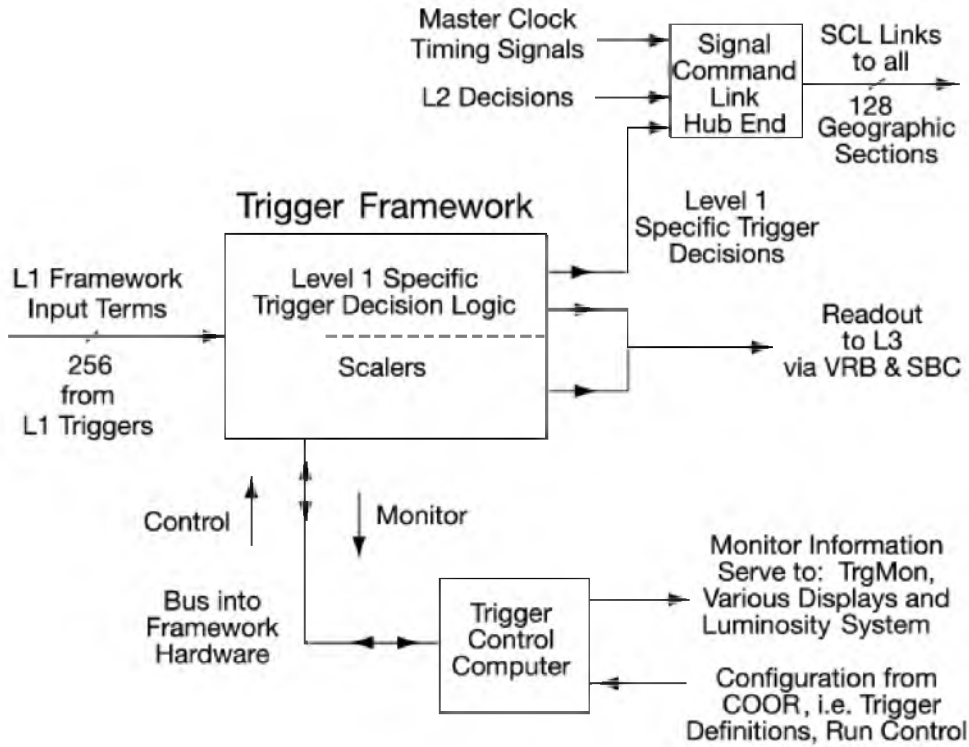 Master Clock
Timing Signals
L2 Decisions
Signal
Command
Link
Hub End
SCL Links
to all
128
Geographic
Sections
Level 1
Specific Trigger
Decisions
Trigger Framework
Level 1 Specific
Trigger Decision Logic
Scalers
L1 Framework
Input Terms
256
from
L1 Triggers
Readout
to L3
via VRB & SBC
Control
Monitor
Bus into
Framework
Hardware
Trigger
Control
Computer
Monitor Information
Serve to: TrgMon,
Various Displays and
Luminosity System
Configuration from
COOR, i.e. Trigger
Definitions, Run Control